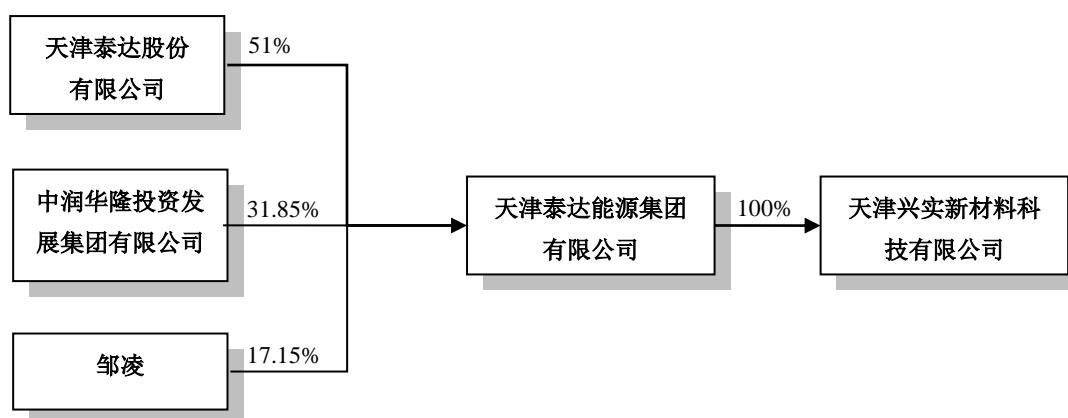 天津泰达股份
有限公司
51%
中润华隆投资发
展集团有限公司
31.85%
邹凌
17.15%
天津泰达能源集团
有限公司
100%
天津兴实新材料科
技有限公司